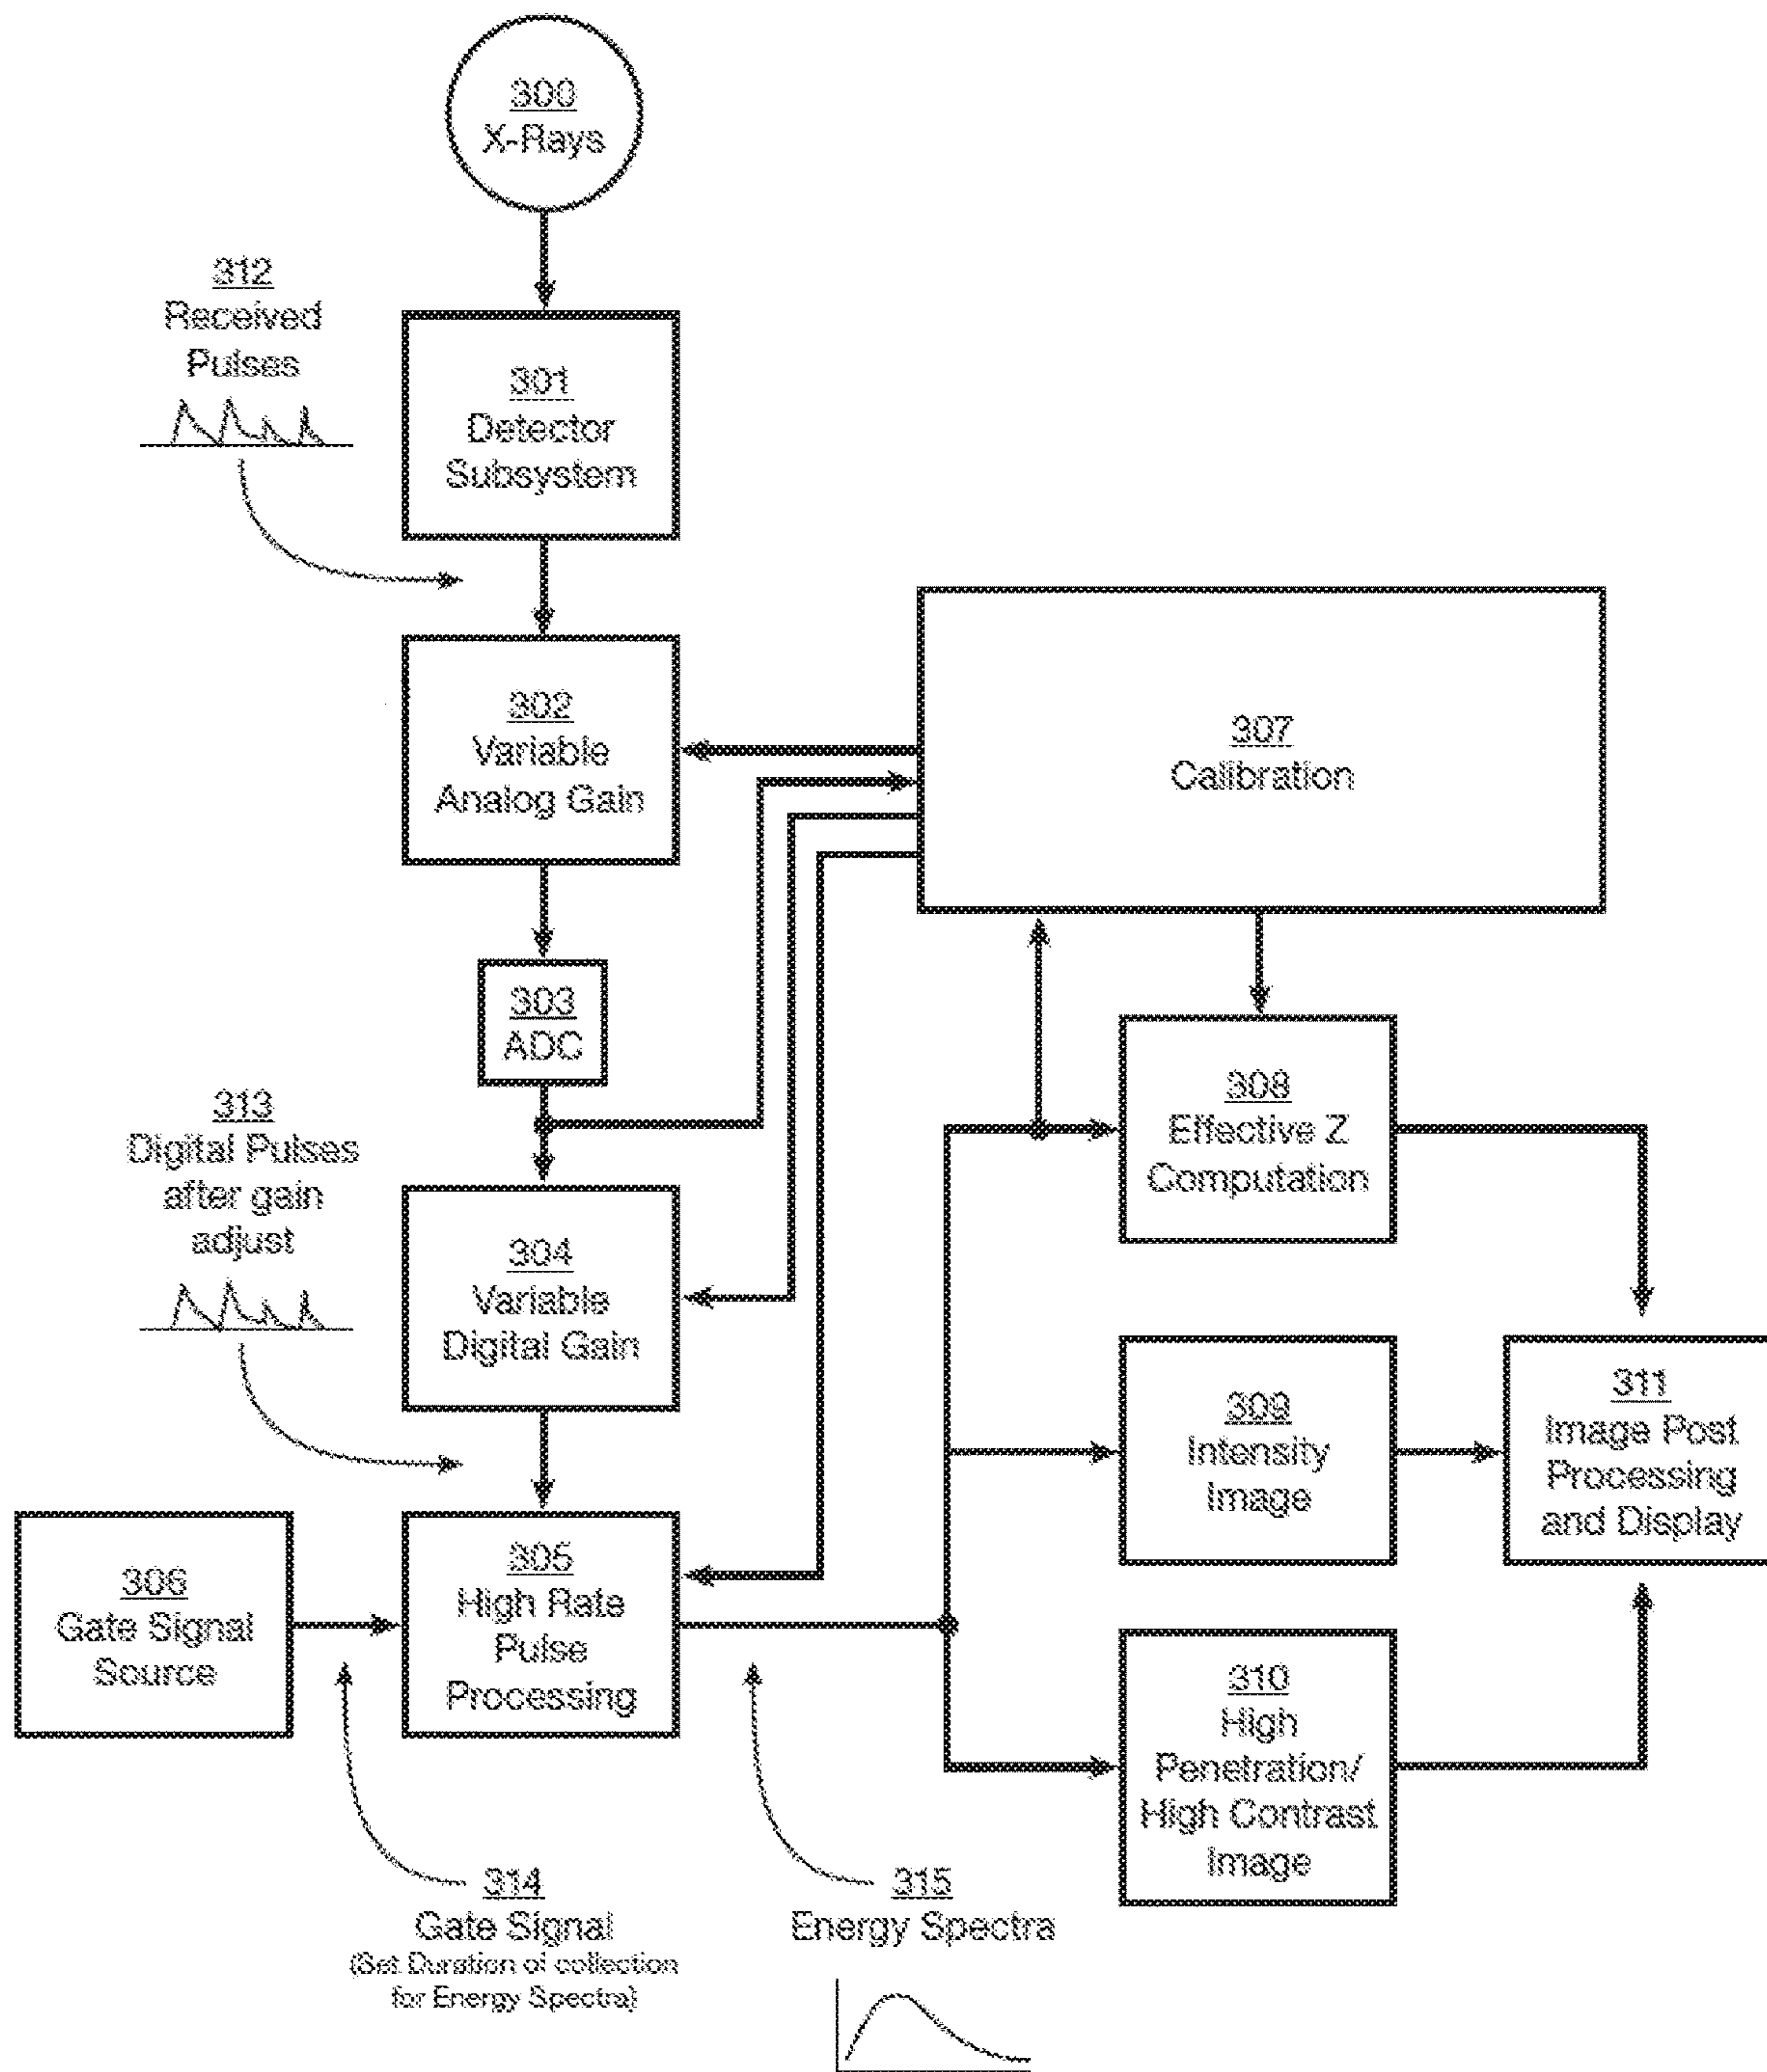 300
X-Rays
312
Received
Pulses
301
Detector
Subsystem
302
Variable
Analog Gain
307
Calibration
303
ADC
313
Digital Pulses
after gain
adjust
308
Effective Z
Computation
304
Variable
Digital Gain
309
Intensity
Image
311
Image Post
Processing
and Display
306
Gate Signal
Source
305
High Rate
Pulse
Processing
310
High
Penetration/
High Contrast
Image
314
Gate Signal
(Set Duration of collection
for Energy Spectra)
315
Energy Spectra